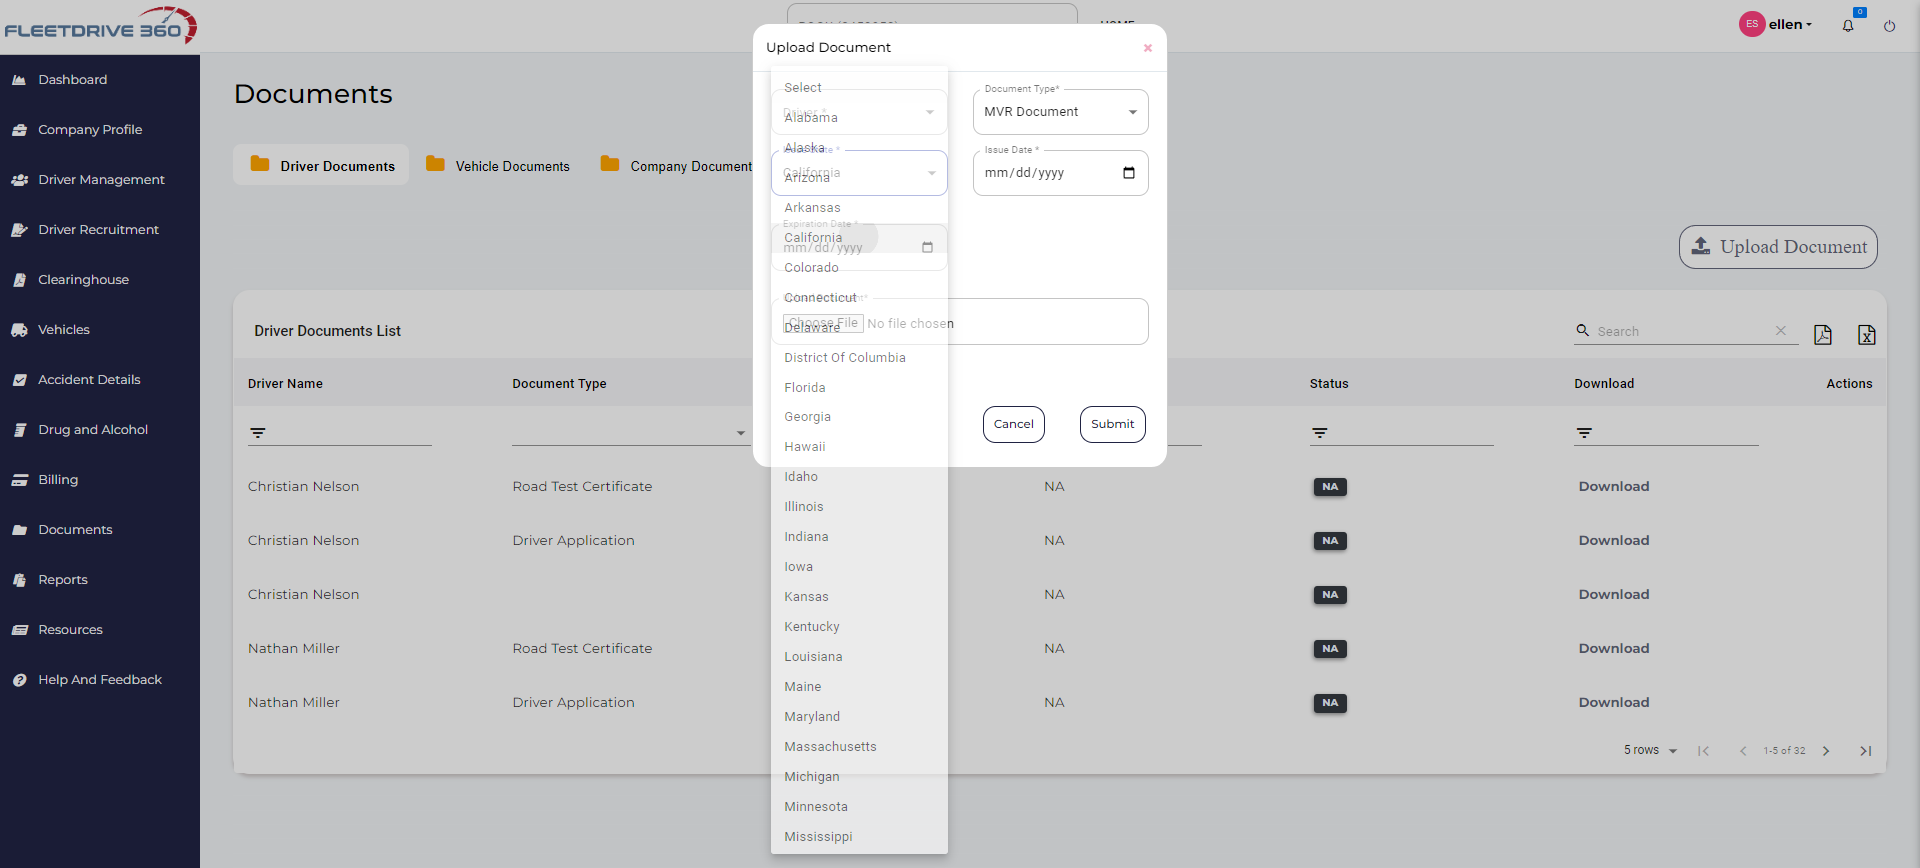 FLEETDRIVE 360
HOME
ES
ellen
0
Dashboard
Company Profile
Driver Management
Driver Recruitment
Clearinghouse
Vehicles
Accident Details
Drug and Alcohol
Billing
Documents
Reports
Resources
Help And Feedback
Documents
Driver Documents
Vehicle Documents
Company Document
Upload Document
Driver Documents List
Search
Driver Name
Document Type
Status
Download
Actions
Christian Nelson
Road Test Certificate
NA
NA
Download
Christian Nelson
Driver Application
NA
NA
Download
Christian Nelson
NA
NA
Download
Nathan Miller
Road Test Certificate
NA
NA
Download
Nathan Miller
Driver Application
NA
NA
Download
5 rows
1-5 of 32
Upload Document
Driver *
Document Type*
MVR Document
California
Issue Date *
mm/dd/yyyy
Expiration Date *
mm/dd/yyyy
Choose File
No file chosen
Cancel
Submit
Select
Alabama
Alaska
Arizona
Arkansas
California
Colorado
Connecticut
Delaware
District Of Columbia
Florida
Georgia
Hawaii
Idaho
Illinois
Indiana
Iowa
Kansas
Kentucky
Louisiana
Maine
Maryland
Massachusetts
Michigan
Minnesota
Mississippi